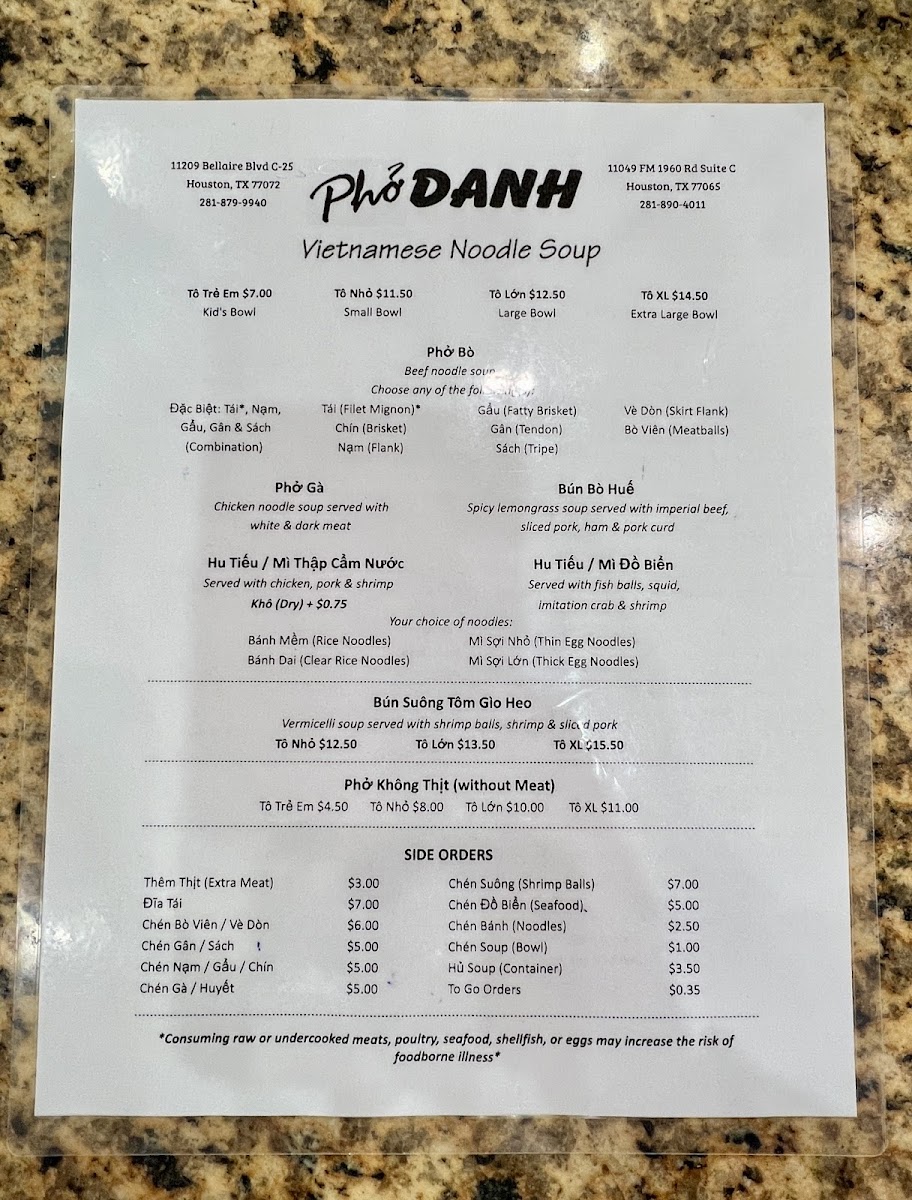 11209 Bellaire Blvd C-25
Houston, TX 77072
281-879-9940
Phở DANH
11049 FM 1960 Rd Suite C
Houston, TX 77065
281-890-4011
Vietnamese Noodle Soup
Tô Trẻ Em $7.00
Kid's Bowl
Tô Nhỏ $11.50
Small Bowl
Tô Lớn $12.50
Large Bowl
Tô XL $14.50
Extra Large Bowl
Phở Bò
Beef noodle soup
Choose any of the
Đặc Biệt: Tái*, Nạm,
Gầu, Gân & Sách
(Combination)
Tái (Filet Mignon)*
Chín (Brisket)
Nạm (Flank)
Gầu (Fatty Brisket)
Gân (Tendon)
Sách (Tripe)
Vè Dòn (Skirt Flank)
Bò Viên (Meatballs)
Phở Gà
Chicken noodle soup served with
white & dark meat
Bún Bò Huế
Spicy lemongrass soup served with imperial beef,
sliced pork, ham & pork curd
Hu Tiếu / Mì Thập Cẩm Nước
Served with chicken, pork & shrimp
Khô (Dry) + $0.75
Hu Tiếu / Mì Đồ Biển
Served with fish balls, squid,
imitation crab & shrimp
Your choice of noodles:
Bánh Mềm (Rice Noodles)
Bánh Dai (Clear Rice Noodles)
Mì Sợi Nhỏ (Thin Egg Noodles)
Mì Sợi Lớn (Thick Egg Noodles)
Bún Suông Tôm Giò Heo
Vermicelli soup served with shrimp balls, shrimp & sliced pork
Tô Nhỏ $12.50 Tô Lớn $13.50 Tô XL $15.50
Phở Không Thịt (without Meat)
Tô Trẻ Em $4.50 Tô Nhỏ $8.00 Tô Lớn $10.00 Tô XL $11.00
SIDE ORDERS
Thêm Thịt (Extra Meat) $3.00
Đĩa Tái $7.00
Chén Bò Viên / Vè Dòn $6.00
Chén Gân / Sách $5.00
Chén Nạm / Gầu / Chín $5.00
Chén Gà / Huyết $5.00
Chén Suông (Shrimp Balls) $7.00
Chén Đồ Biển (Seafood) $5.00
Chén Bánh (Noodles) $2.50
Chén Soup (Bowl) $1.00
Hủ Soup (Container) $3.50
To Go Orders $0.35
*Consuming raw or undercooked meats, poultry, seafood, shellfish, or eggs may increase the risk of
foodborne illness*